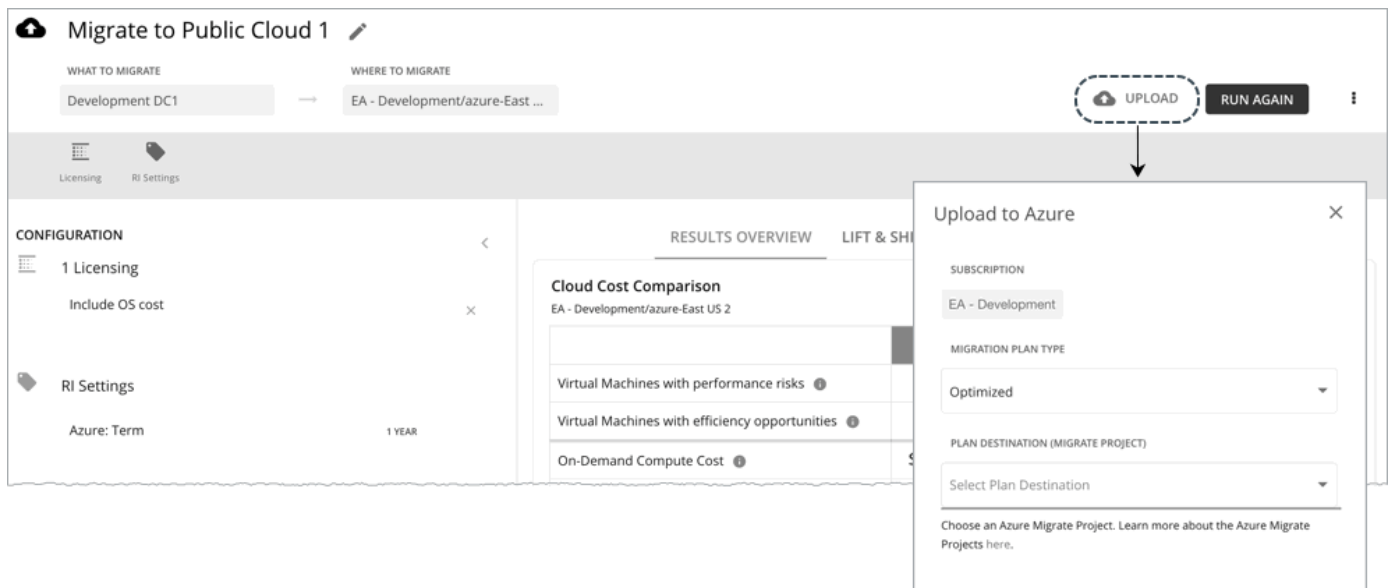 Migrate to Public Cloud 1
WHAT TO MIGRATE
WHERE TO MIGRATE
Development DC1
EA - Development/azure-East ...
UPLOAD
RUN AGAIN
Licensing
RI Settings
CONFIGURATION
1 Licensing
Include OS cost
RI Settings
Azure: Term
1 YEAR
RESULTS OVERVIEW
LIFT & SHI
Cloud Cost Comparison
EA - Development/azure-East US 2
Virtual Machines with performance risks
Virtual Machines with efficiency opportunities
On-Demand Compute Cost
Upload to Azure
SUBSCRIPTION
EA - Development
MIGRATION PLAN TYPE
Optimized
PLAN DESTINATION (MIGRATE PROJECT)
Select Plan Destination
Choose an Azure Migrate Project. Learn more about the Azure Migrate
Projects here.